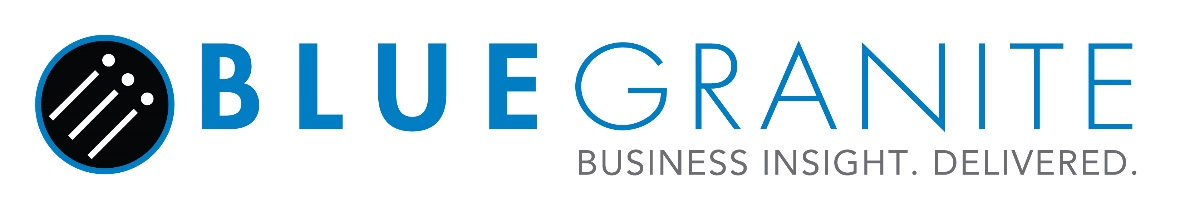 BLUEGRANITE
BUSINESS INSIGHT. DELIVERED.